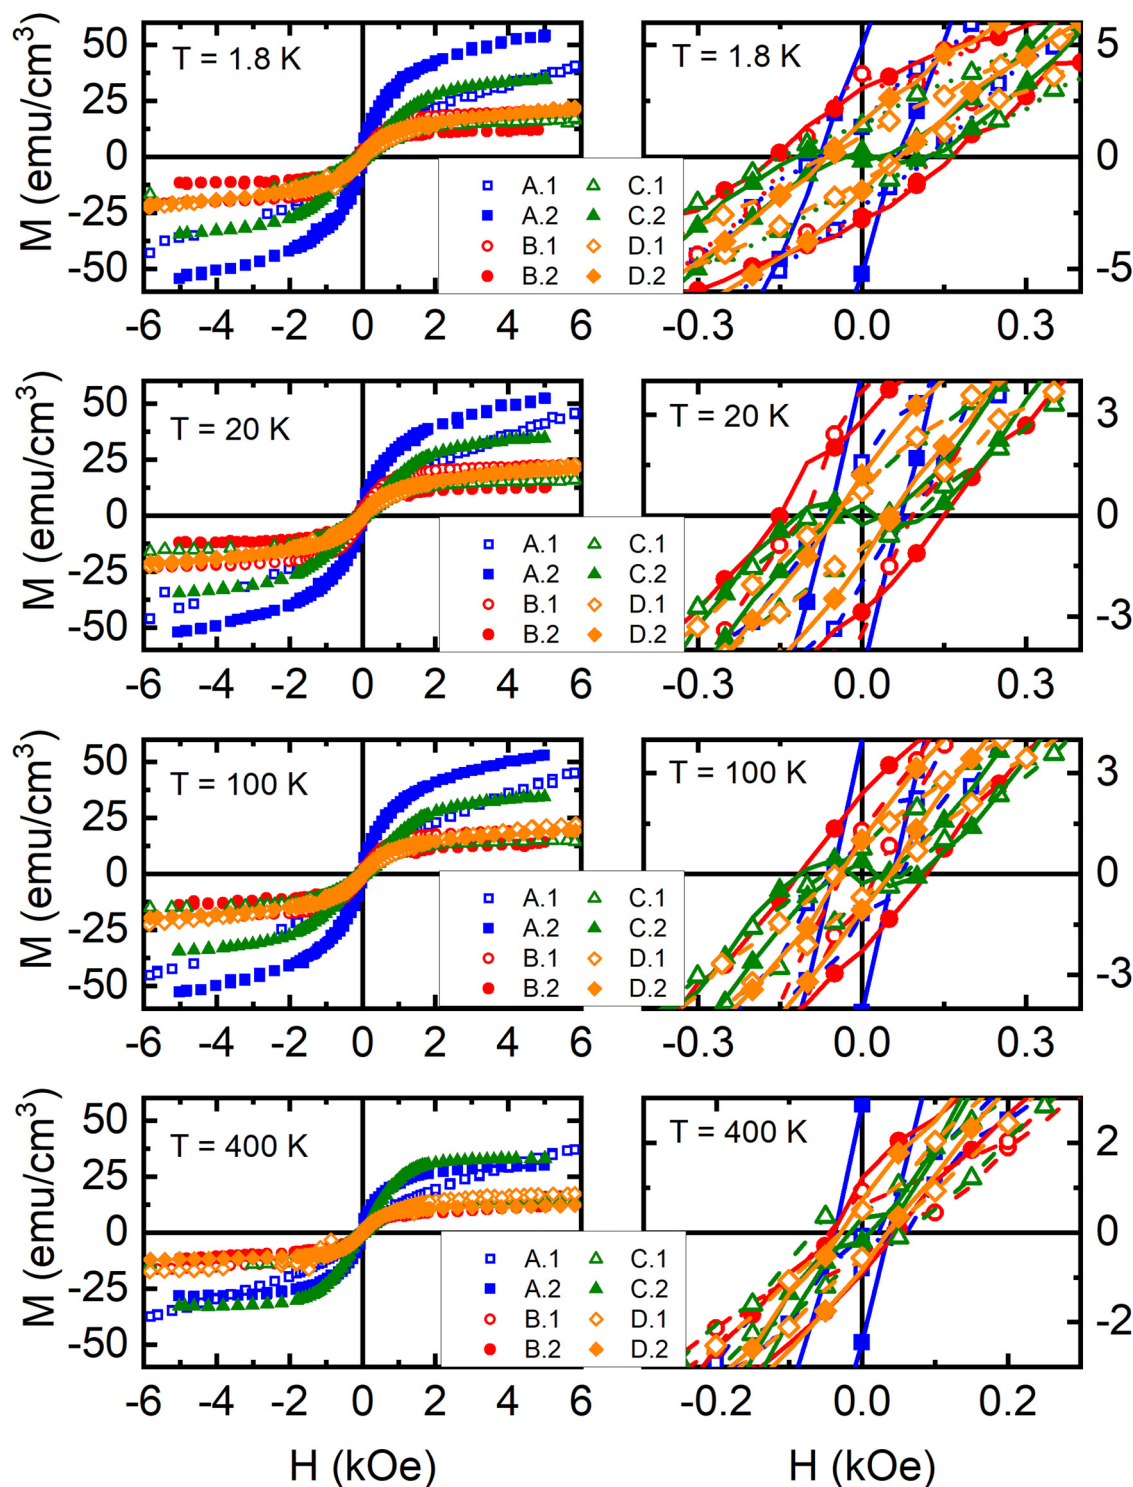 M (emu/cm³)
50
25
0
-25
-50
T = 1.8 K
A.1 C.1
A.2 C.2
B.1 D.1
B.2 D.2
-6 -4 -2 0 2 4 6
T = 1.8 K
5
0
-5
-0.3 0.0 0.3
M (emu/cm³)
50
25
0
-25
-50
T = 20 K
A.1 C.1
A.2 C.2
B.1 D.1
B.2 D.2
-6 -4 -2 0 2 4 6
T = 20 K
3
0
-3
-0.3 0.0 0.3
M (emu/cm³)
50
25
0
-25
-50
T = 100 K
A.1 C.1
A.2 C.2
B.1 D.1
B.2 D.2
-6 -4 -2 0 2 4 6
T = 100 K
3
0
-3
-0.3 0.0 0.3
M (emu/cm³)
50
25
0
-25
-50
T = 400 K
A.1 C.1
A.2 C.2
B.1 D.1
B.2 D.2
-6 -4 -2 0 2 4 6
H (kOe)
T = 400 K
2
0
-2
-0.2 0.0 0.2
H (kOe)